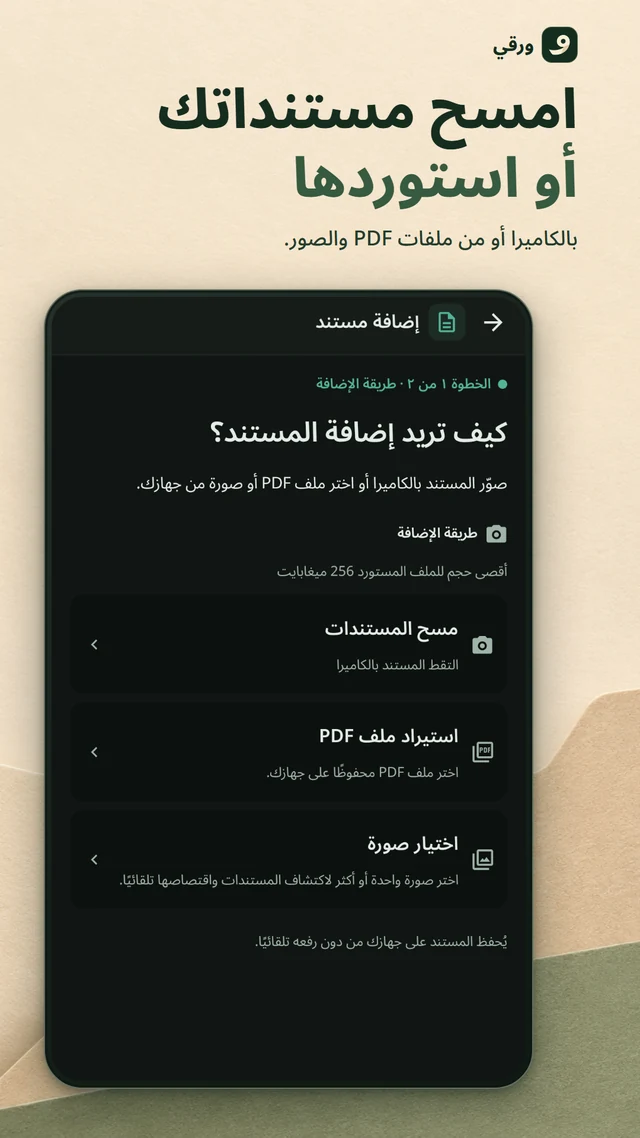 ورقي
امسح مستنداتك
أو استوردها
بالكاميرا أو من ملفات PDF والصور.
إضافة مستند
الخطوة ١ من ٢ · طريقة الإضافة
كيف تريد إضافة المستند؟
صوّر المستند بالكاميرا أو اختر ملف PDF أو صورة من جهازك.
طريقة الإضافة
أقصى حجم للملف المستورد 256 ميغابايت
مسح المستندات
التقط المستند بالكاميرا
استيراد ملف PDF
اختر ملف PDF محفوظًا على جهازك.
اختيار صورة
اختر صورة واحدة أو أكثر لاكتشاف المستندات واقتصاصها تلقائيًا.
يُحفظ المستند على جهازك من دون رفعه تلقائيًا.